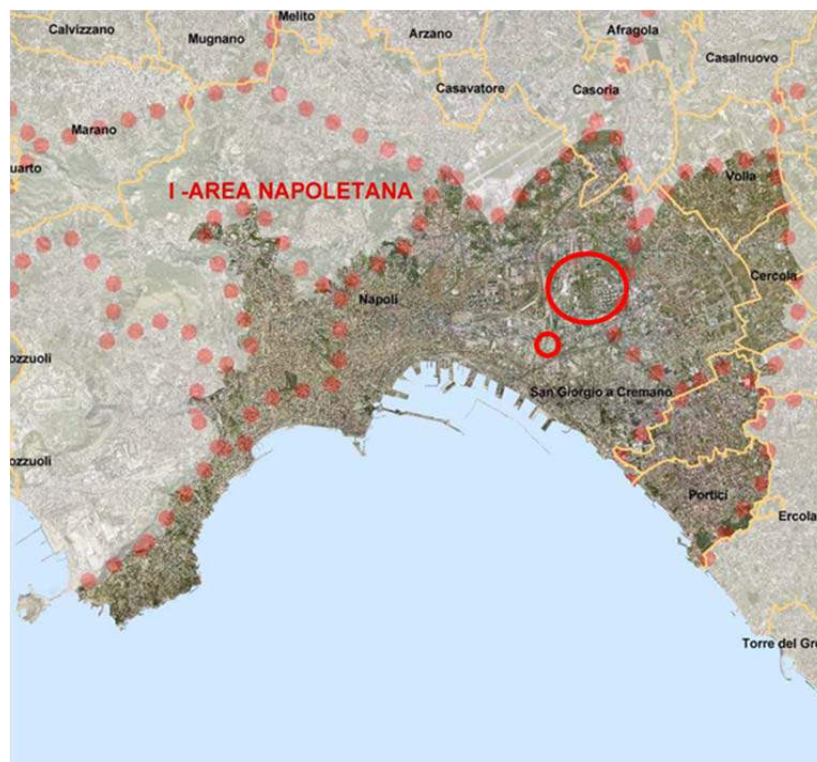 Melito
Calvizzano
Mugnano
Arzano
Afragola
Casalnuovo
Casavatore
Casoria
Marano
uarto
Volla
I -AREA NAPOLETANA
Cercola
Napoli
ozzuoli
San Giorgio a Cremano
ozzuoli
Portici
Ercola
Torre del Gre